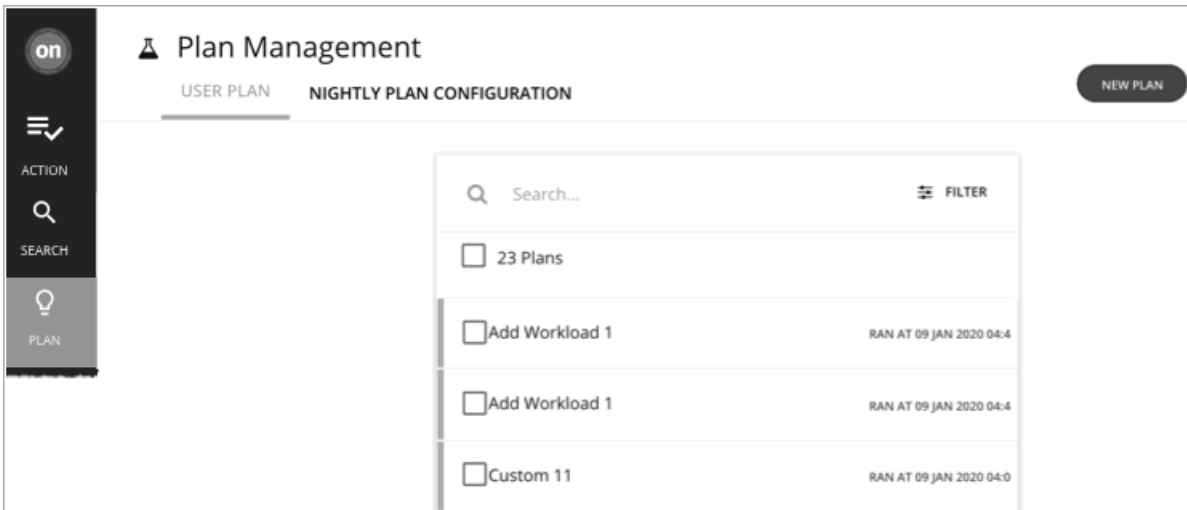 on
Plan Management
USER PLAN NIGHTLY PLAN CONFIGURATION
NEW PLAN
ACTION
SEARCH
PLAN
Search...
FILTER
23 Plans
Add Workload 1 RAN AT 09 JAN 2020 04:4
Add Workload 1 RAN AT 09 JAN 2020 04:4
Custom 11 RAN AT 09 JAN 2020 04:0